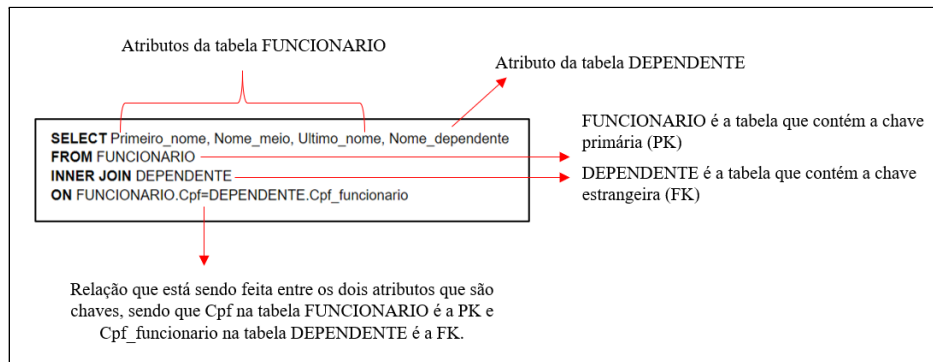 Atributos da tabela FUNCIONARIO
Atributo da tabela DEPENDENTE
SELECT Primeiro_nome, Nome_meio, Ultimo_nome, Nome_dependente
FROM FUNCIONARIO
INNER JOIN DEPENDENTE
ON FUNCIONARIO.Cpf=DEPENDENTE.Cpf_funcionario
FUNCIONARIO é a tabela que contém a chave
primária (PK)
DEPENDENTE é a tabela que contém a chave
estrangeira (FK)
Relação que está sendo feita entre os dois atributos que são
chaves, sendo que Cpf na tabela FUNCIONARIO é a PK e
Cpf_funcionario na tabela DEPENDENTE é a FK.